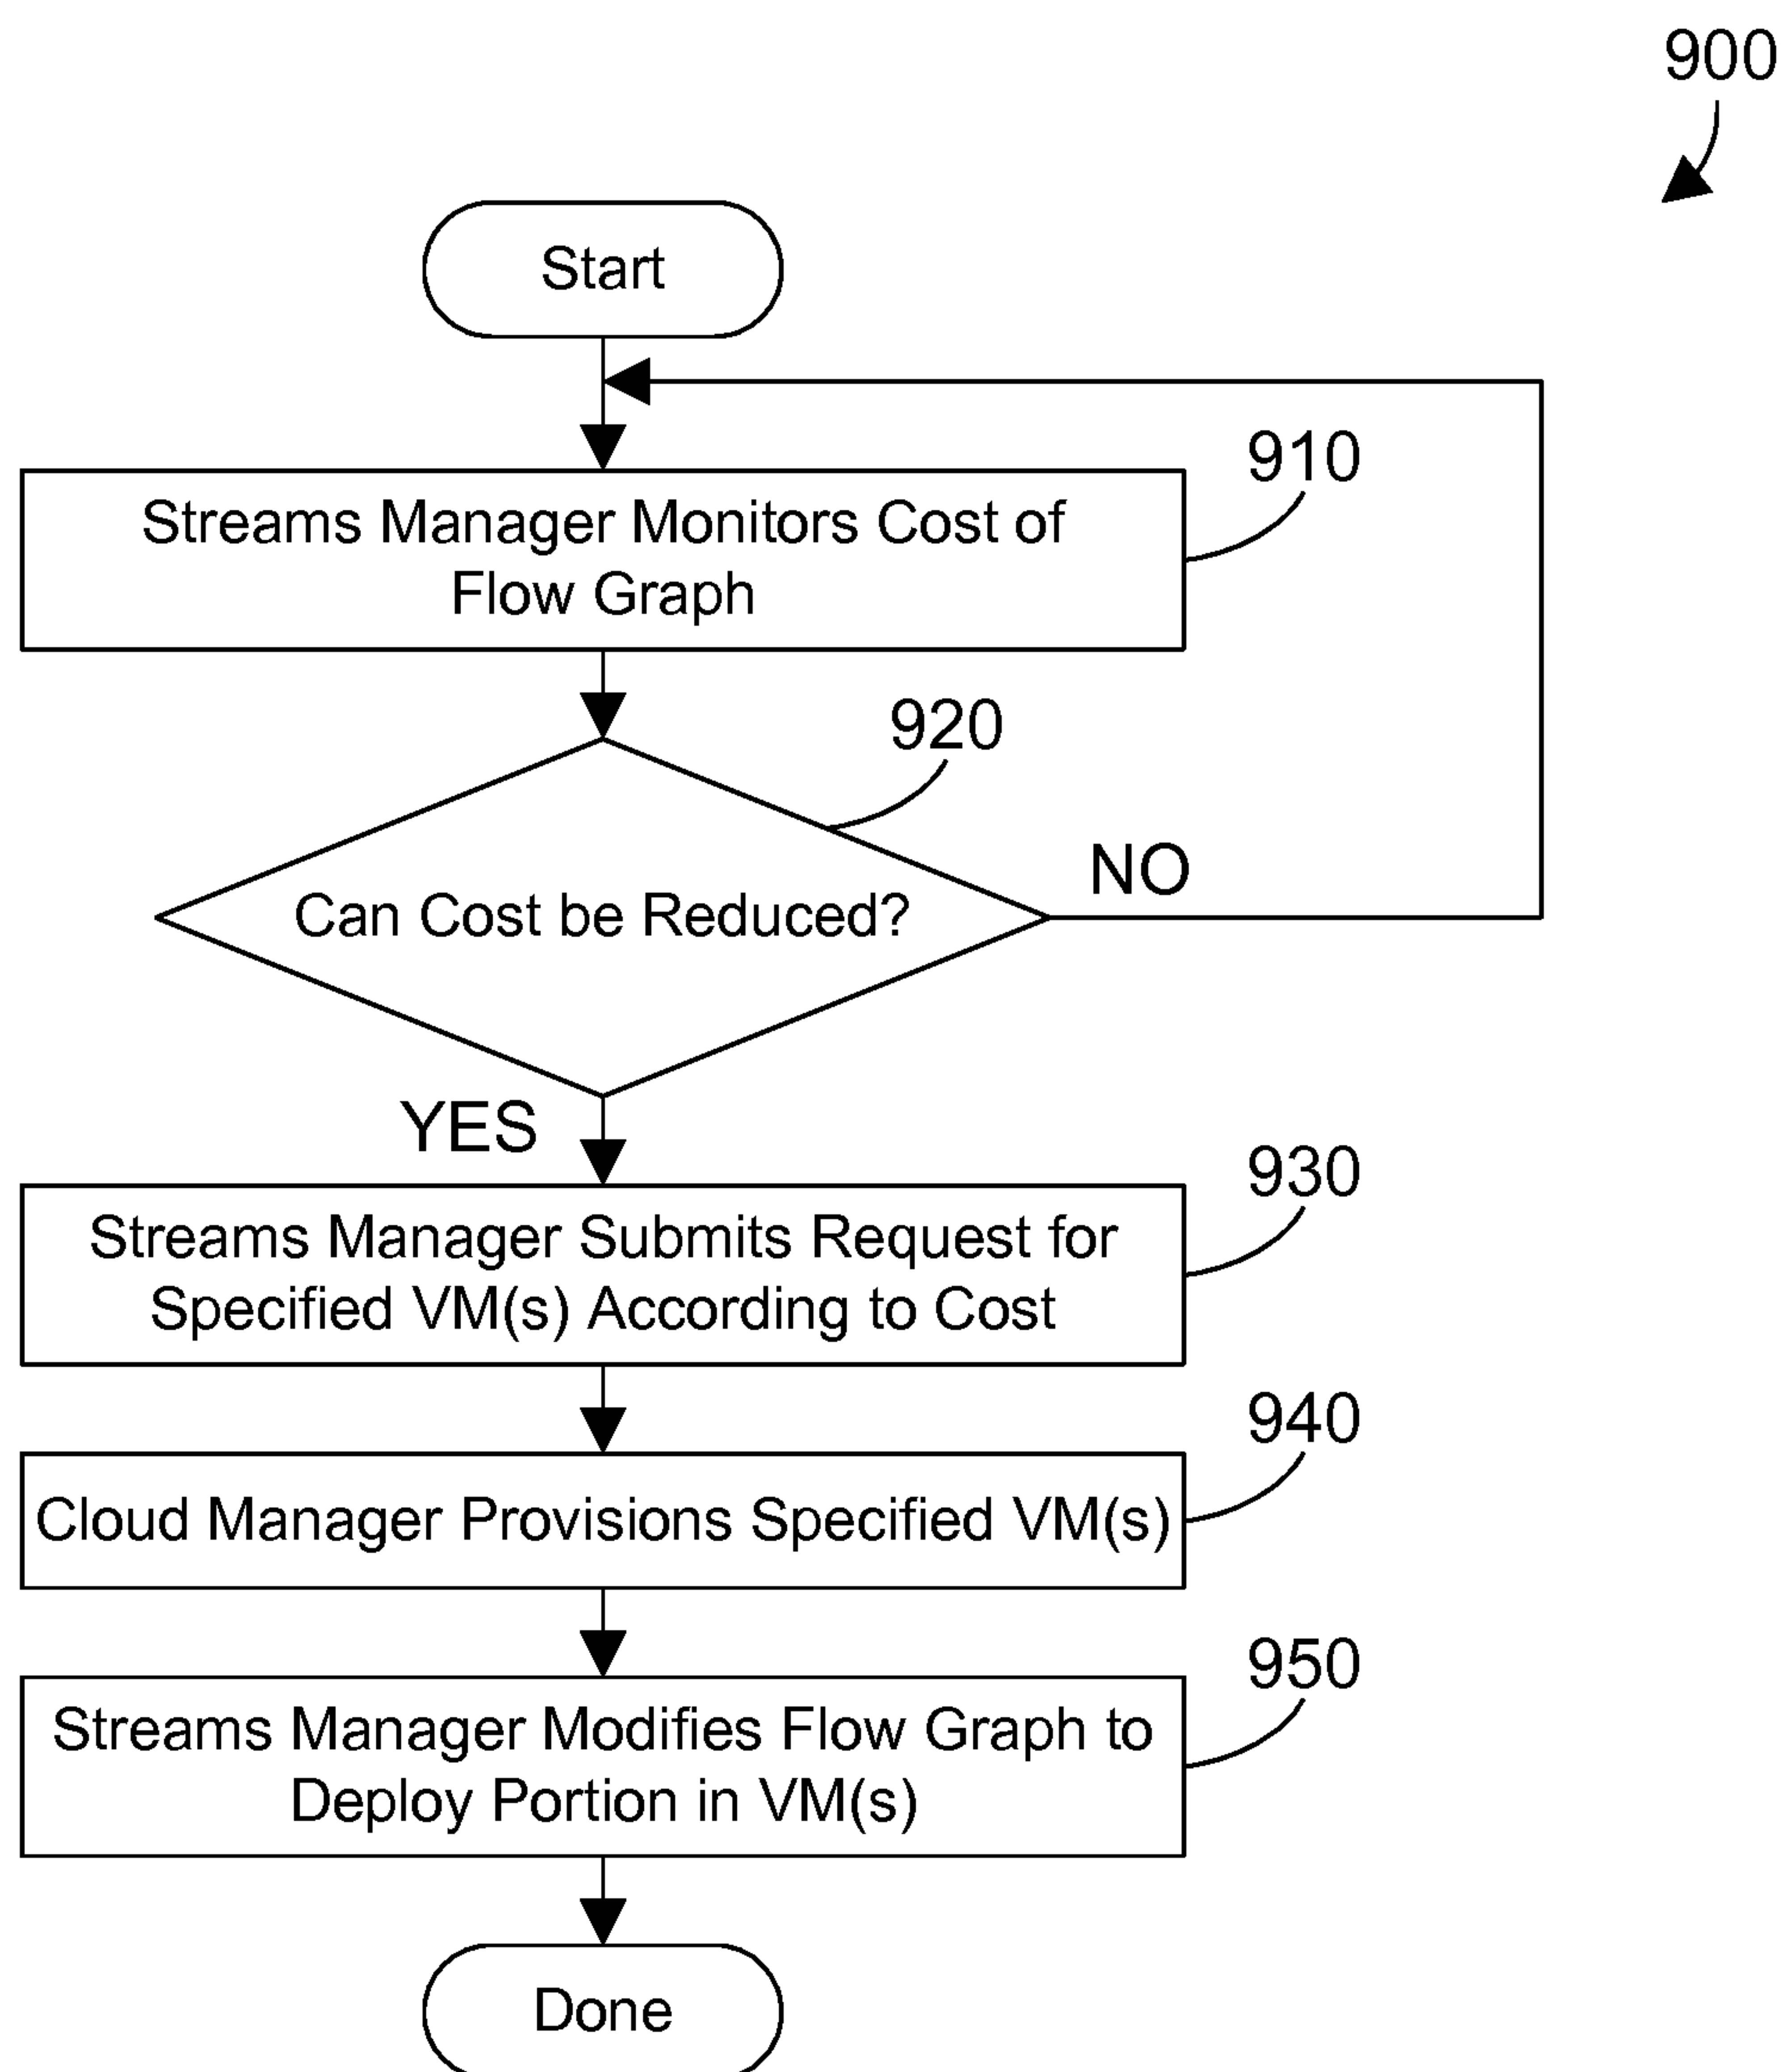 900
Start
910
Streams Manager Monitors Cost of
Flow Graph
920
Can Cost be Reduced?
NO
YES
930
Streams Manager Submits Request for
Specified VM(s) According to Cost
940
Cloud Manager Provisions Specified VM(s)
950
Streams Manager Modifies Flow Graph to
Deploy Portion in VM(s)
Done